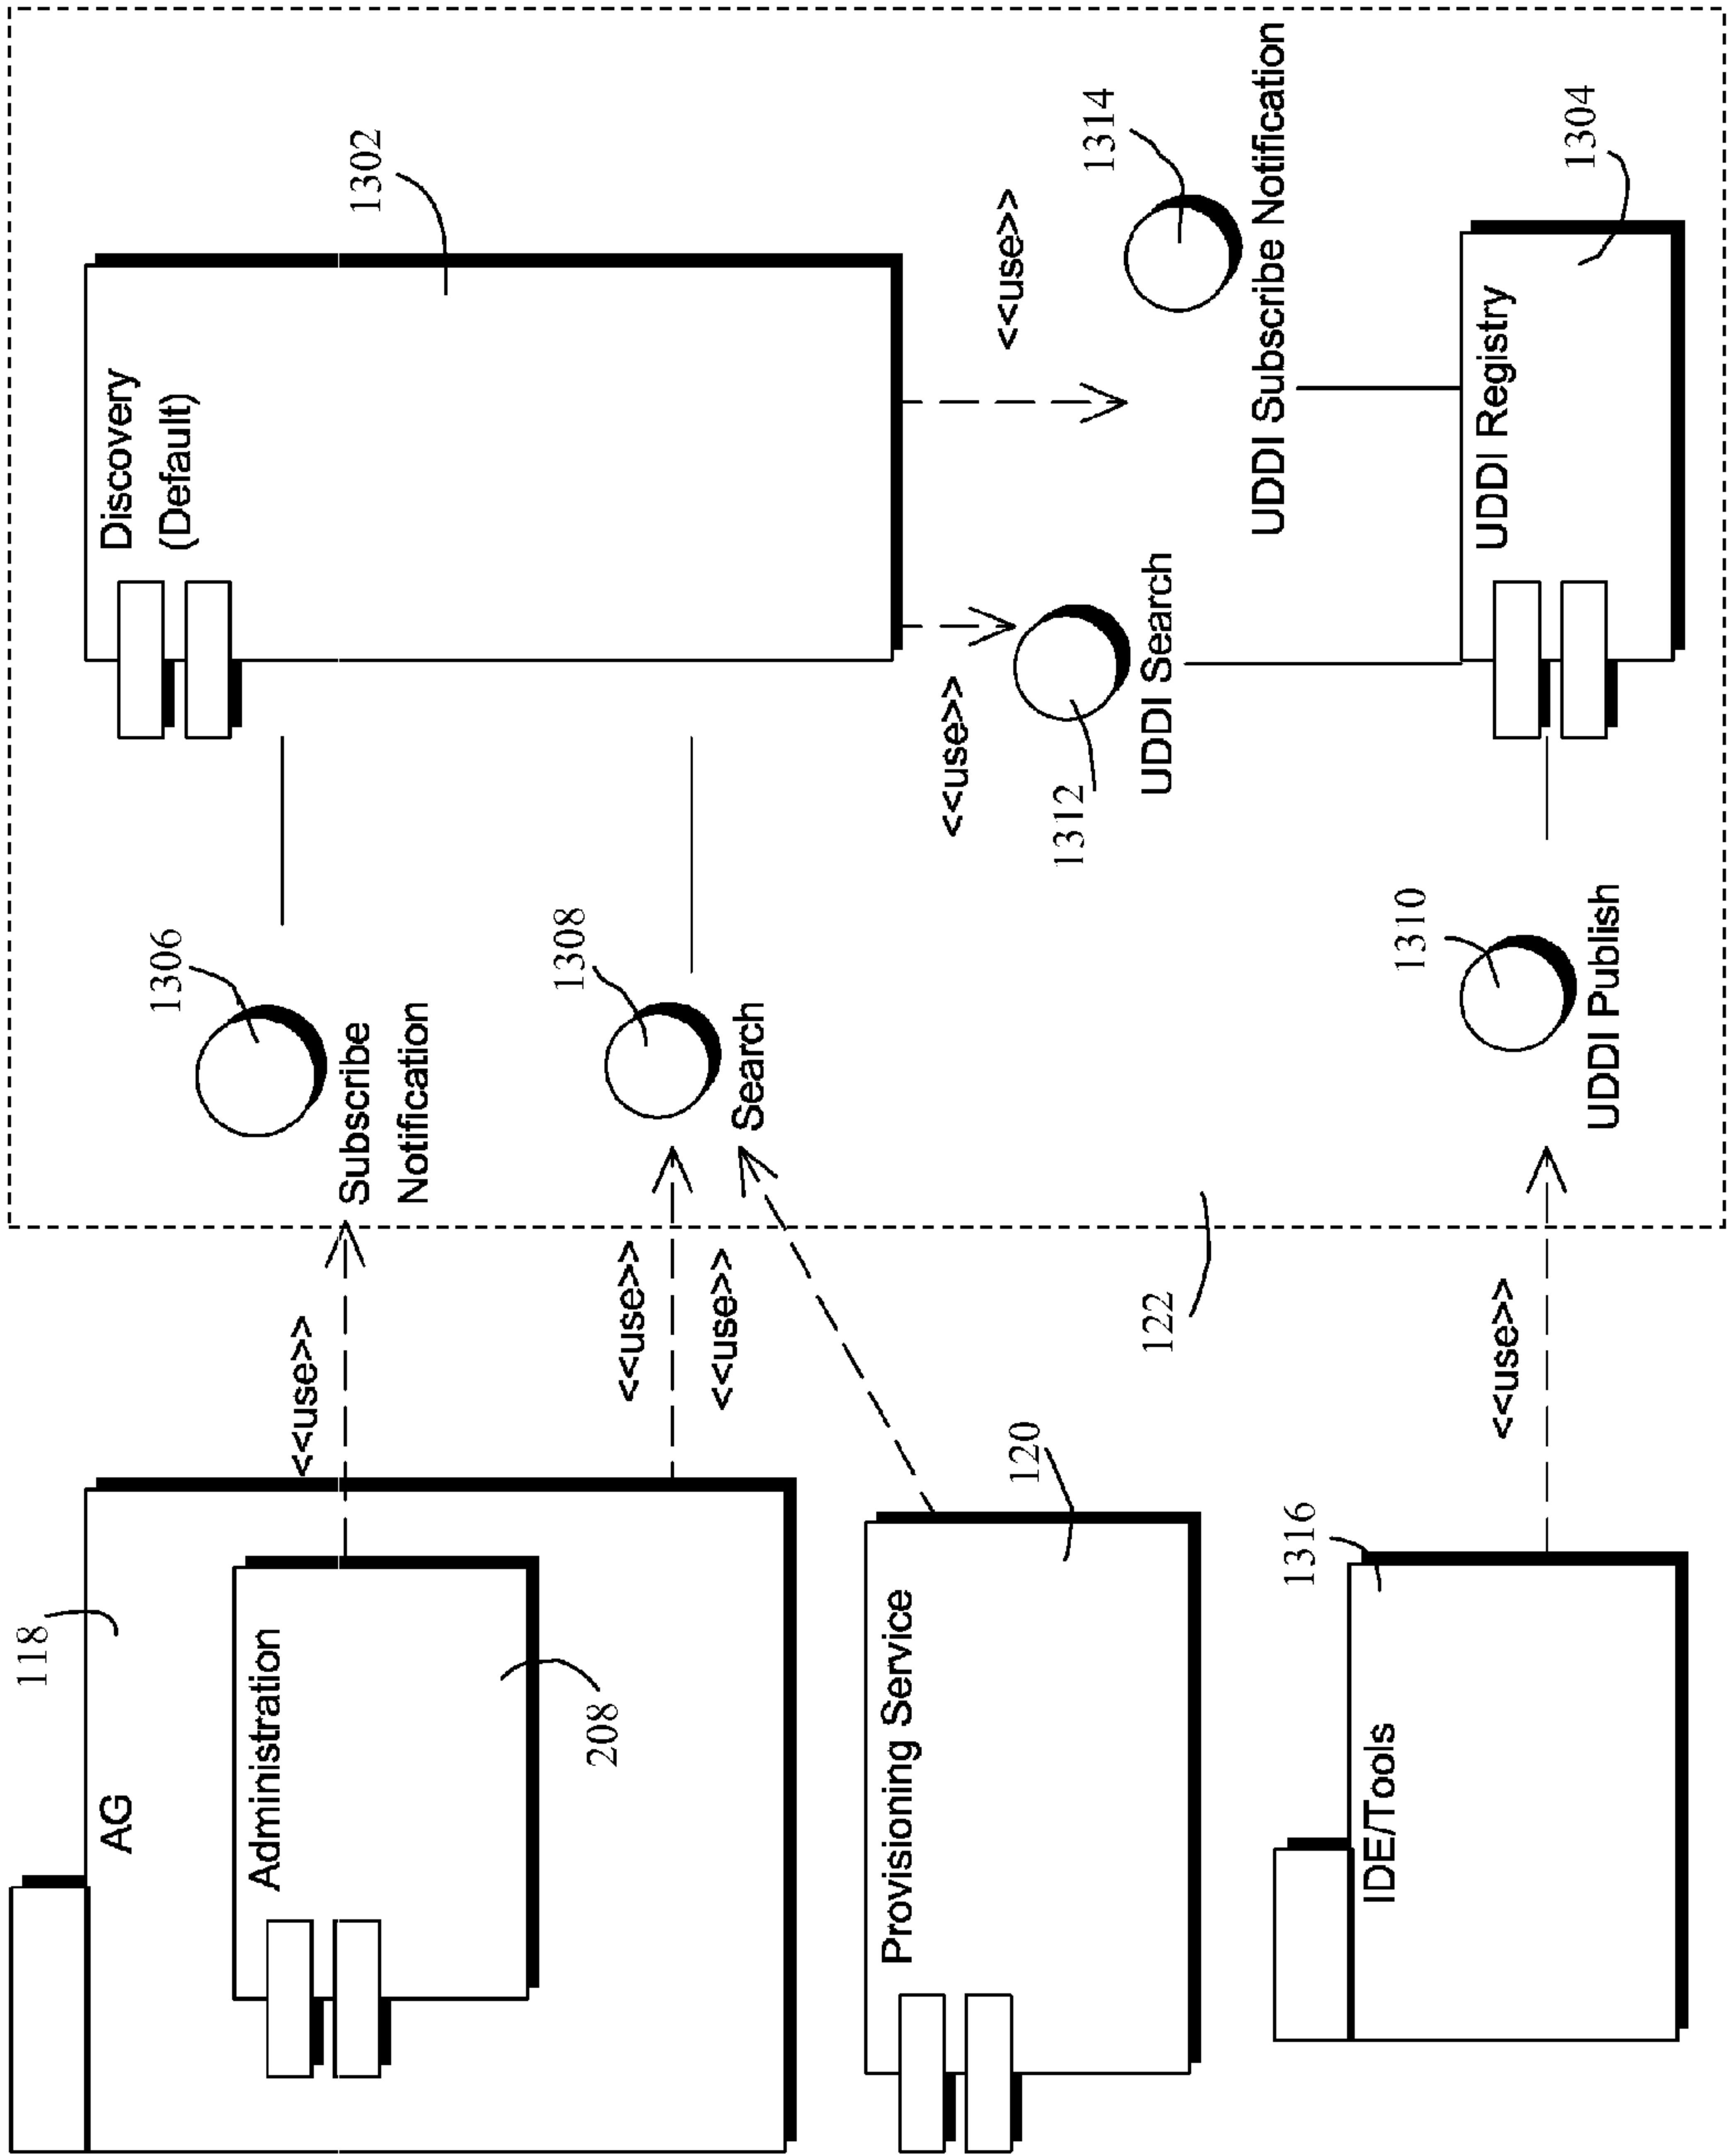 118
AG
Administration
208
<<use>>
Subscribe
Notification
1306
Discovery
(Default)
1302
<<use>>
<<use>>
Search
1308
Provisioning Service
120
122
<<use>>
1312
UDDI Search
<<use>>
1314
UDDI Subscribe Notification
IDE/Tools
1316
<<use>>
UDDI Publish
1310
UDDI Registry
1304